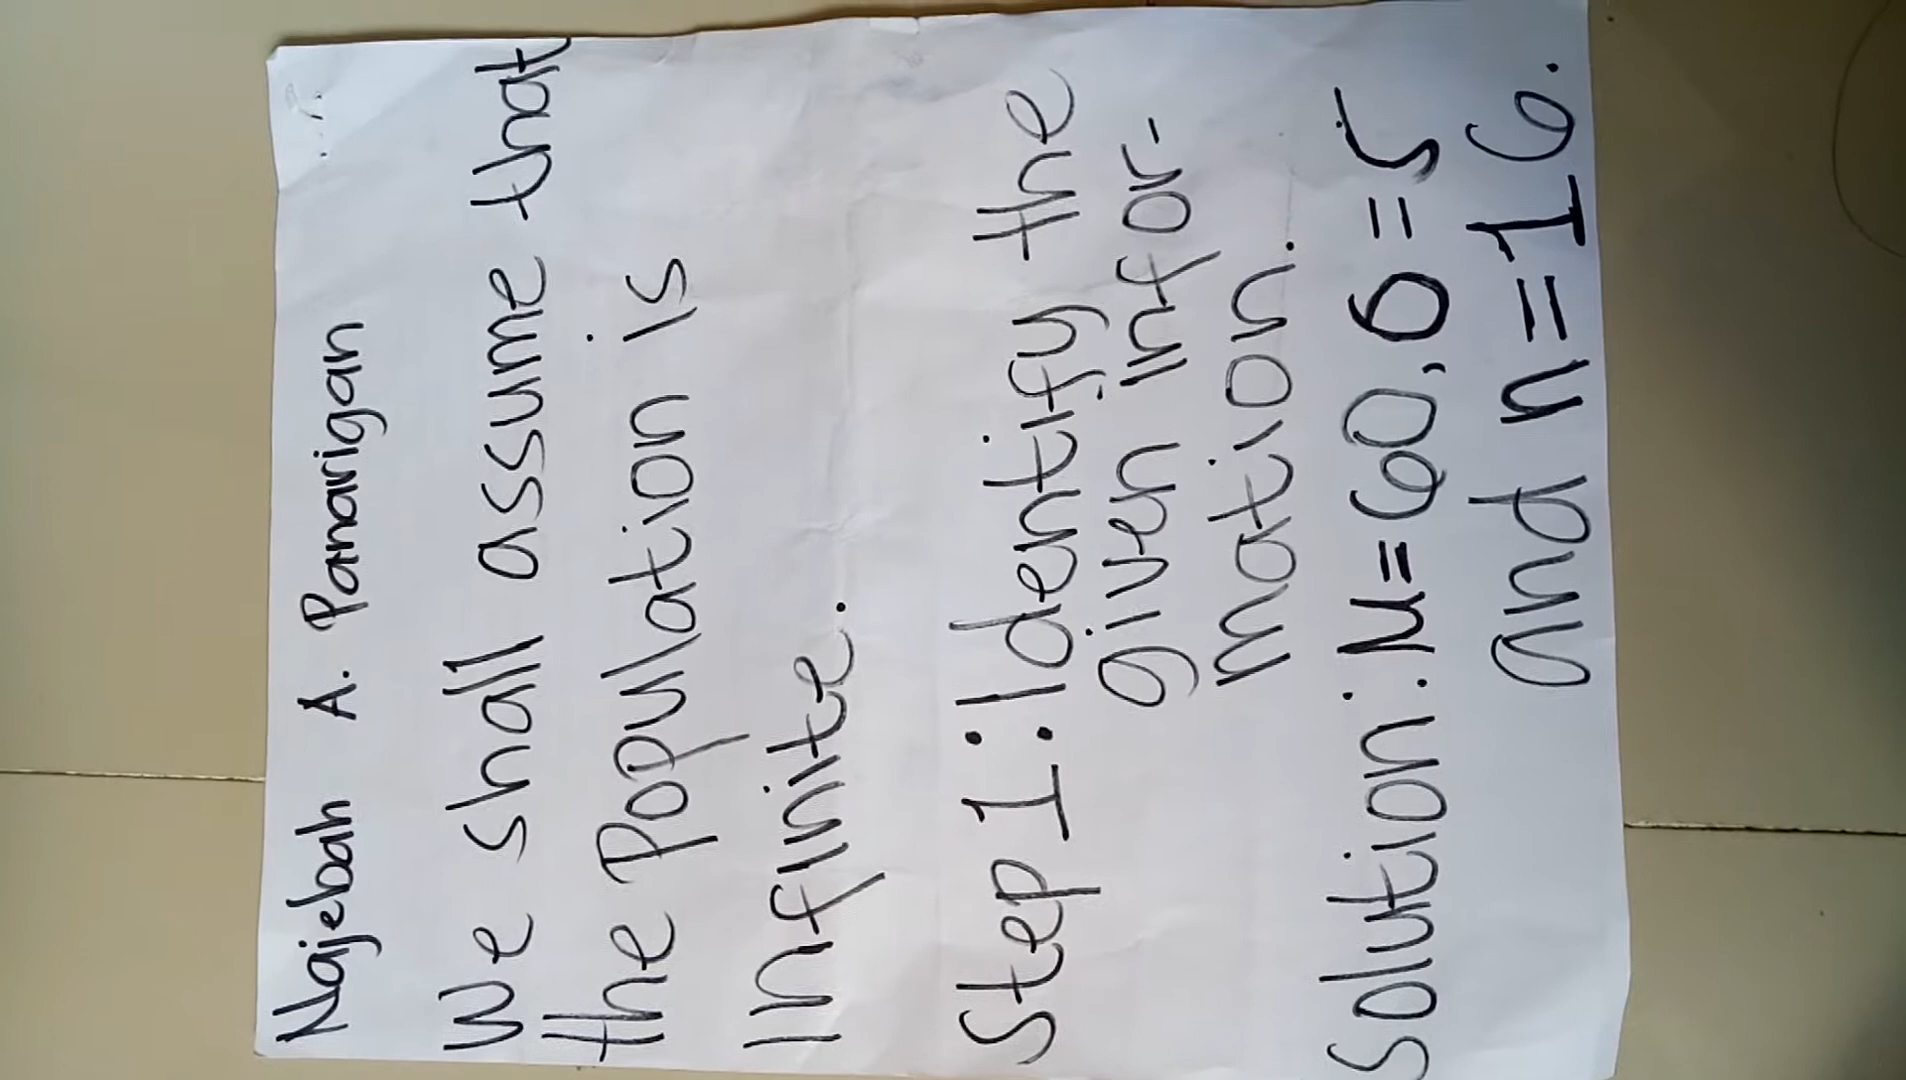 Najebah A. Panarigan
We shall assume that
the Population is
Infinite.
Step 1: Identify the
given infor-
mation.
Solution: μ=60, σ=5
and n=16.